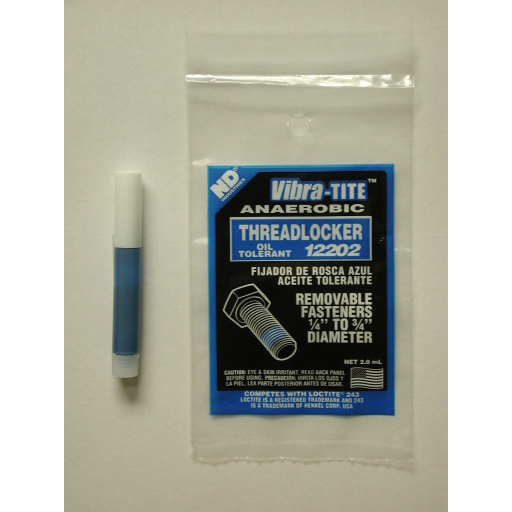 ND®
INDUSTRIES
Vibra-TITE™
ANAEROBIC
THREADLOCKER
OIL
TOLERANT 12202
FIJADOR DE ROSCA AZUL
ACEITE TOLERANTE
REMOVABLE
FASTENERS
1/4" TO 3/4"
DIAMETER
NET 2.0 mL
CAUTION: EYE & SKIN IRRITANT, READ BACK PANEL
BEFORE USING. PRECAUCIÓN: IRRITA LOS OJOS Y
LA PIEL, LEA PARTE POSTERIOR ANTES DE USAR.
COMPETES WITH LOCTITE® 243
LOCTITE IS A REGISTERED TRADEMARK AND 243
IS A TRADEMARK OF HENKEL CORP. USA